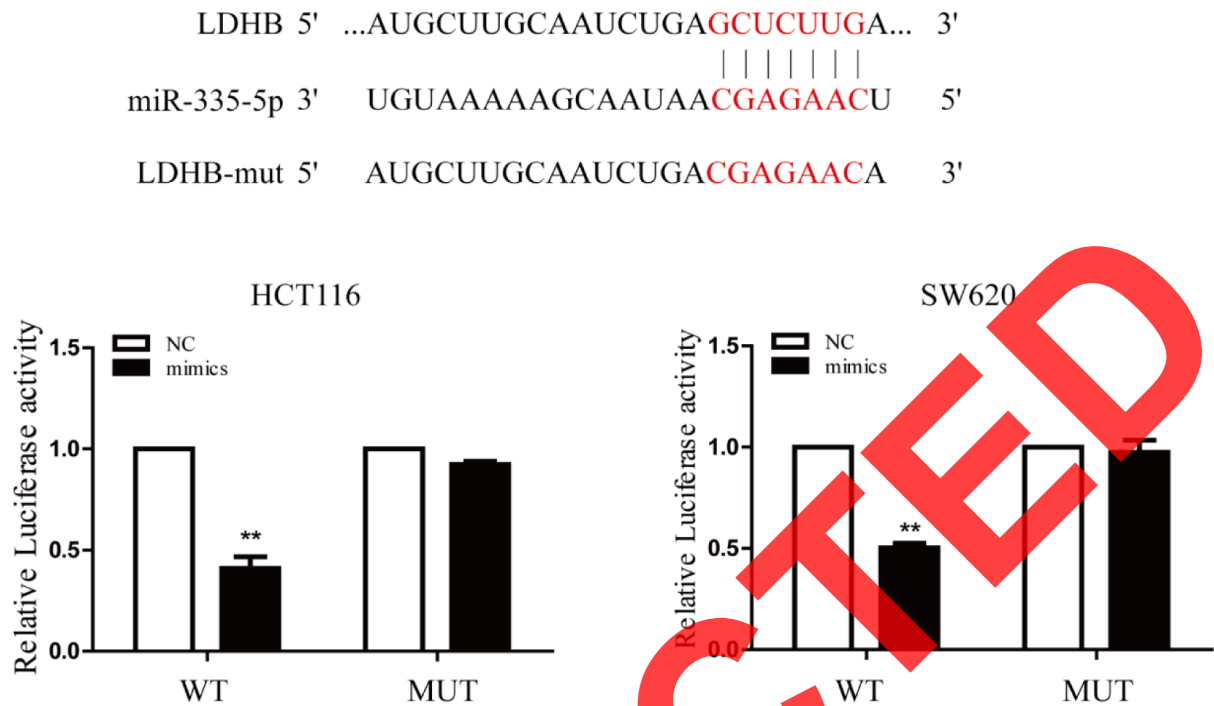 LDHB 5' ...AUGCUUGCAAUCUGAGCUCUUGA... 3'
miR-335-5p 3' UGUAAAAAGCAAUAACGAGAACU 5'
LDHB-mut 5' AUGCUUGCAAUCUGACGAGAACA 3'
HCT116
Relative Luciferase activity
1.5
1.0
0.5
0.0
NC
mimics
**
WT MUT
SW620
Relative Luciferase activity
1.5
1.0
0.5
0.0
NC
mimics
**
WT MUT
CTED